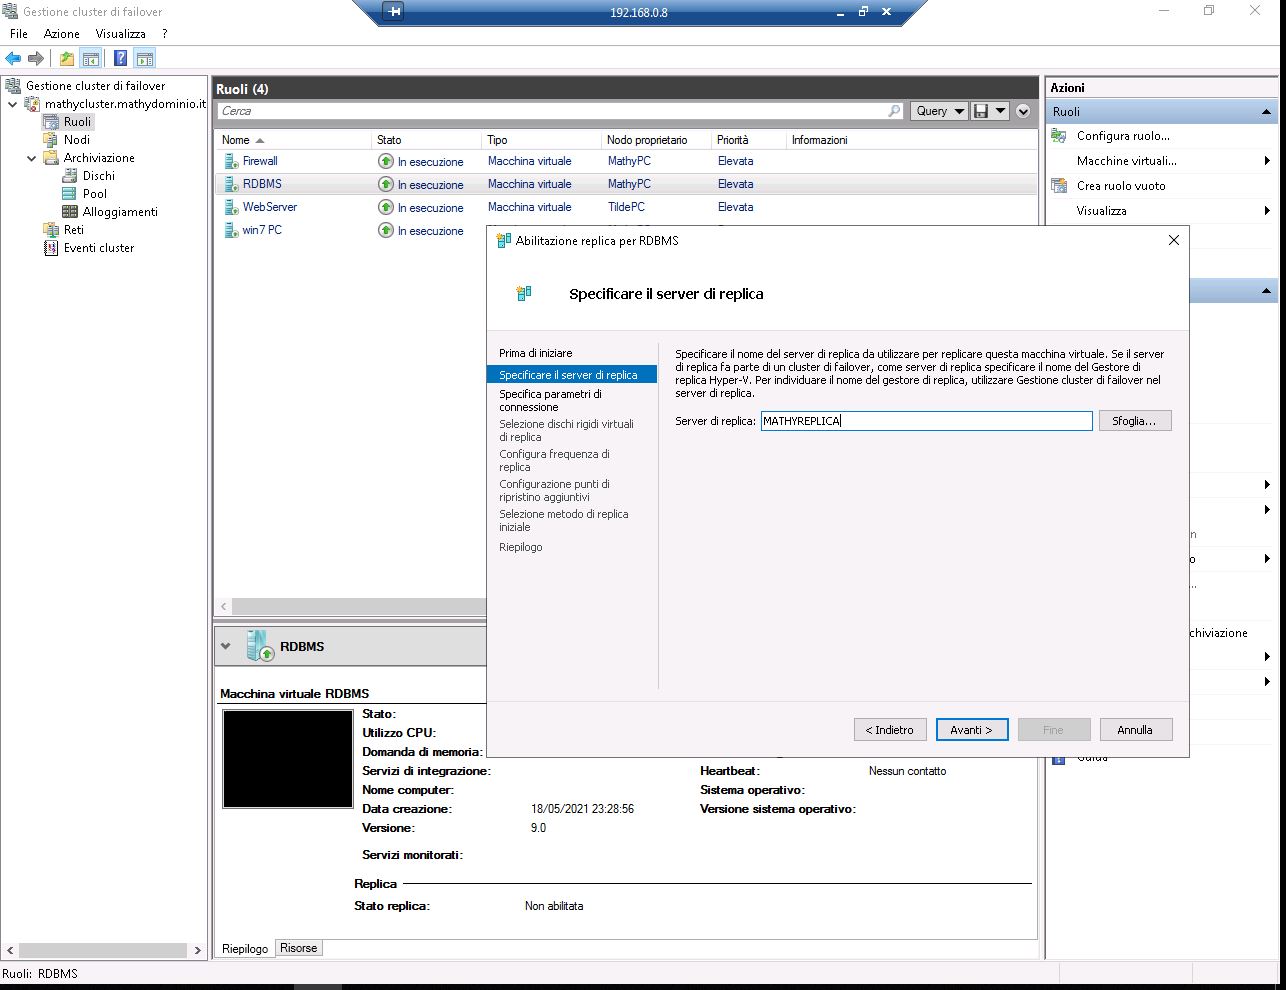 Gestione cluster di failover
192.168.0.8
File Azione Visualizza ?
Gestione cluster di failover
mathycluster.mathydominio.it
Ruoli
Nodi
Archiviazione
Dischi
Pool
Alloggiamenti
Reti
Eventi cluster
Ruoli (4)
Cerca
Query
Nome Stato Tipo Nodo proprietario Priorità Informazioni
Firewall In esecuzione Macchina virtuale MathyPC Elevata
RDBMS In esecuzione Macchina virtuale MathyPC Elevata
WebServer In esecuzione Macchina virtuale TildePC Elevata
win7 PC In esecuzione
Azioni
Ruoli
Configura ruolo...
Macchine virtuali...
Crea ruolo vuoto
Visualizza
chiviazione
Abilitazione replica per RDBMS
Specificare il server di replica
Prima di iniziare
Specificare il server di replica
Specifica parametri di
connessione
Selezione dischi rigidi virtuali
di replica
Configura frequenza di
replica
Configurazione punti di
ripristino aggiuntivi
Selezione metodo di replica
iniziale
Riepilogo
Specificare il nome del server di replica da utilizzare per replicare questa macchina virtuale. Se il server
di replica fa parte di un cluster di failover, come server di replica specificare il nome del Gestore di
replica Hyper-V. Per individuare il nome del gestore di replica, utilizzare Gestione cluster di failover nel
server di replica.
Server di replica: MATHYREPLICA Sfoglia...
< Indietro Avanti > Fine Annulla
RDBMS
Macchina virtuale RDBMS
Stato:
Utilizzo CPU:
Domanda di memoria:
Servizi di integrazione:
Nome computer:
Data creazione: 18/05/2021 23:28:56
Versione: 9.0
Servizi monitorati:
Heartbeat: Nessun contatto
Sistema operativo:
Versione sistema operativo:
Replica
Stato replica: Non abilitata
Riepilogo Risorse
Ruoli: RDBMS